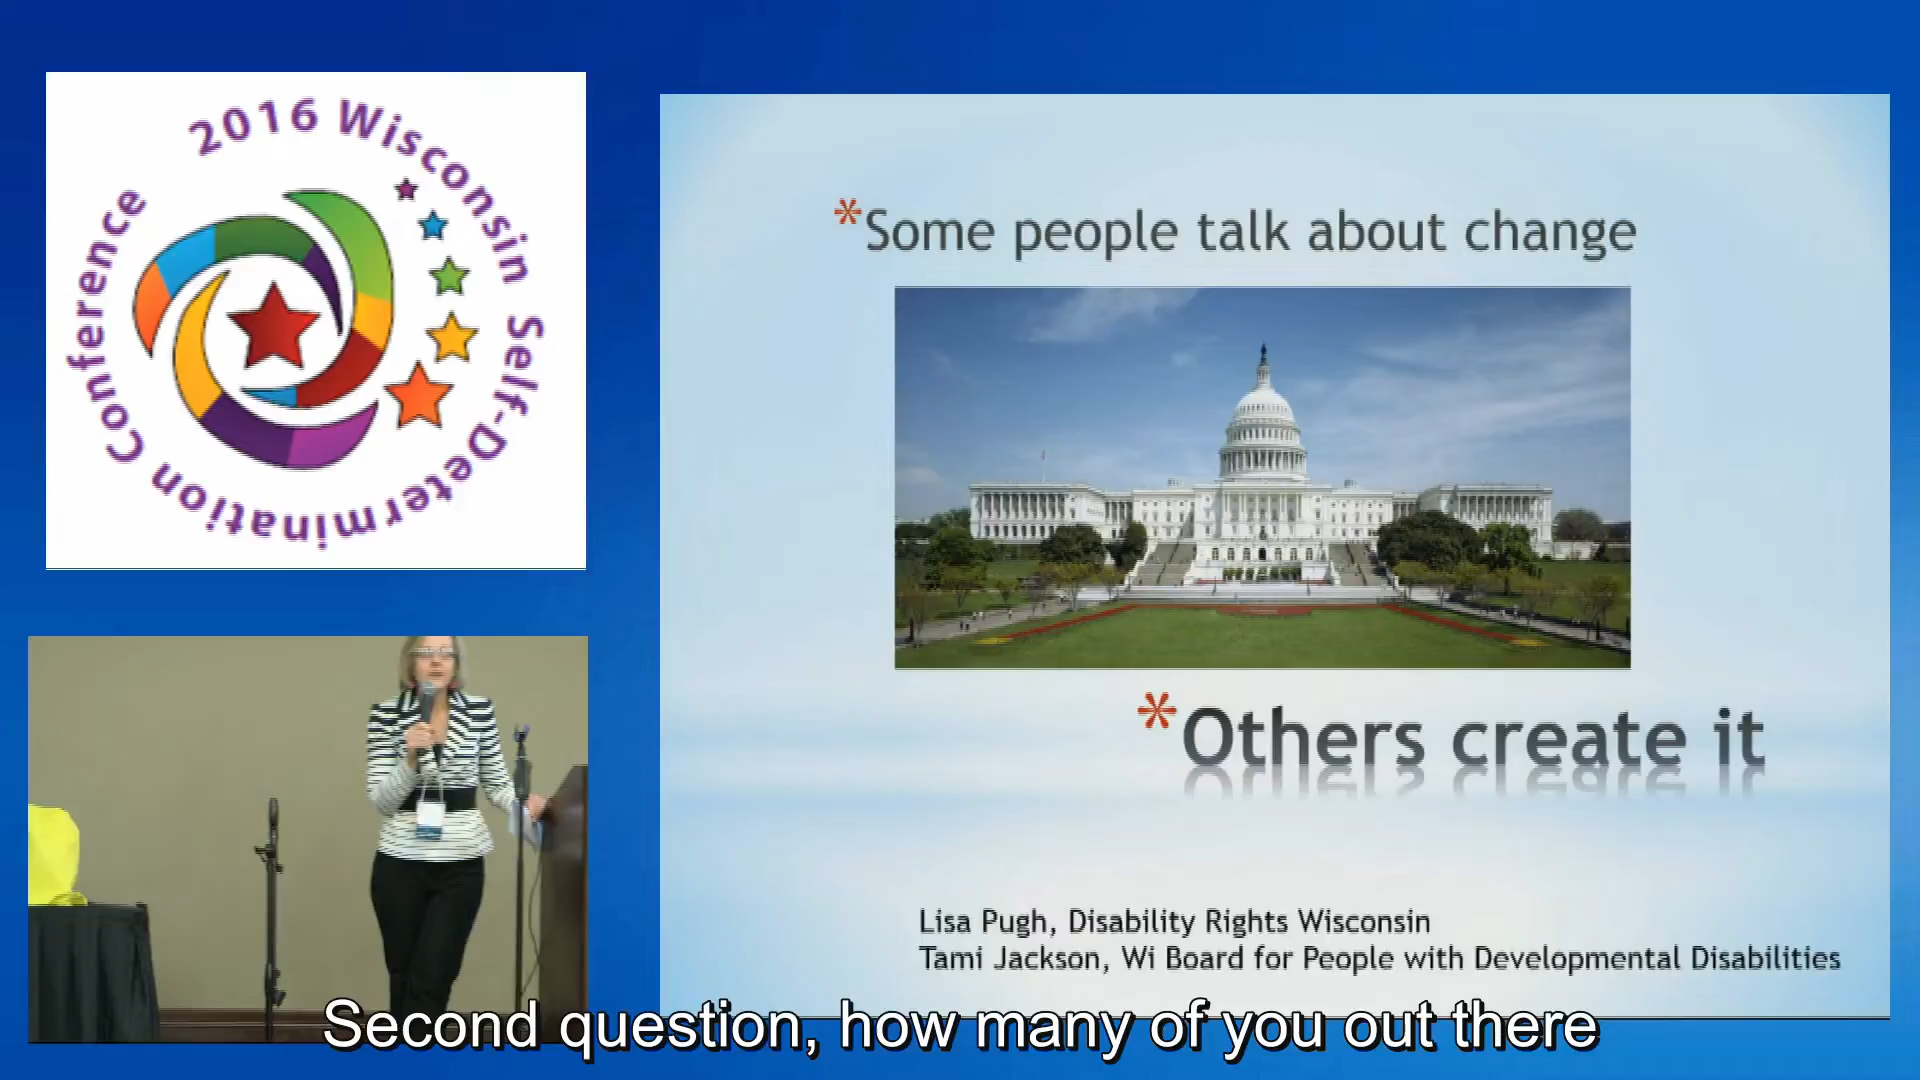 2016 Wisconsin Self-Determination Conference
*Some people talk about change
*Others create it
Lisa Pugh, Disability Rights Wisconsin
Tami Jackson, Wi Board for People with Developmental Disabilities
Second question, how many of you out there